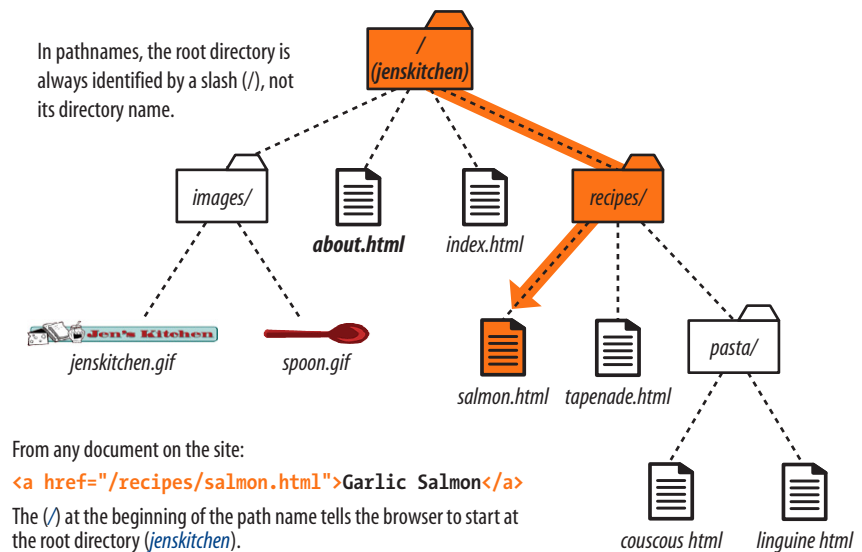 In pathnames, the root directory is
always identified by a slash (/), not
its directory name.
/
(jenskitchen)
images/
about.html
index.html
recipes/
Jen's Kitchen
jenskitchen.gif
spoon.gif
salmon.html
tapenade.html
pasta/
couscous html
linguine html
From any document on the site:
<a href="/recipes/salmon.html">Garlic Salmon</a>
The (/) at the beginning of the path name tells the browser to start at
the root directory (jenskitchen).